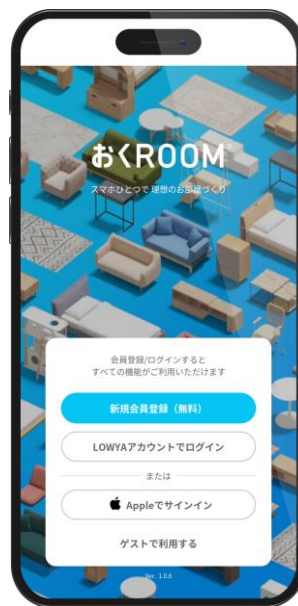 おくROOM
スマホひとつで 理想のお部屋づくり
会員登録/ログインすると
すべての機能がご利用いただけます
新規会員登録（無料）
LOWYAアカウントでログイン
または
Appleでサインイン
ゲストで利用する
Ver. 1.0.6